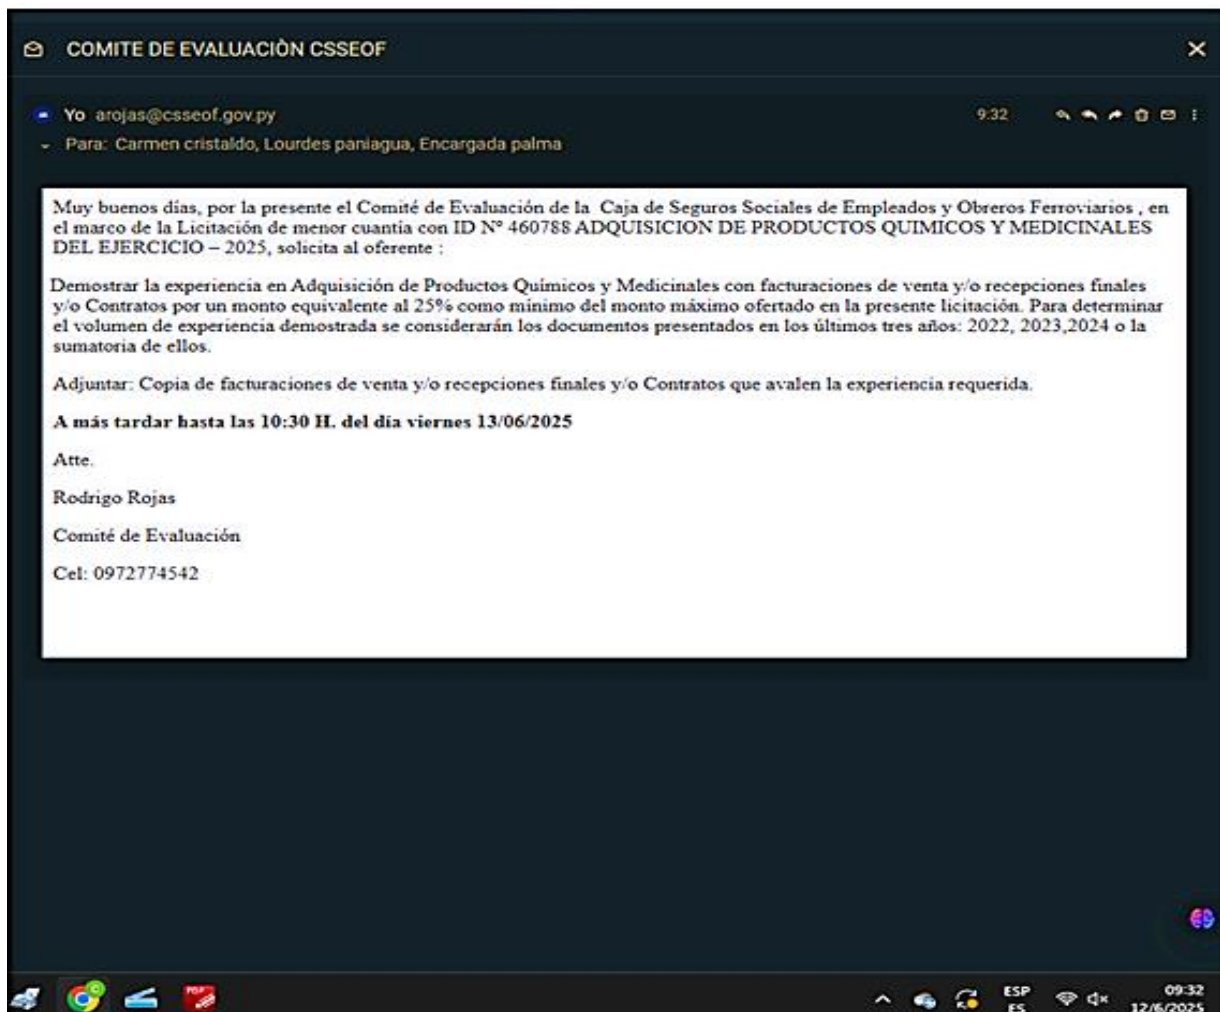 COMITE DE EVALUACIÒN CSSEOF
Yo arojas@csseof.gov.py
9:32
Para: Carmen cristaldo, Lourdes paniagua, Encargada palma
Muy buenos días, por la presente el Comité de Evaluación de la Caja de Seguros Sociales de Empleados y Obreros Ferroviarios , en
el marco de la Licitación de menor cuantía con ID Nº 460788 ADQUISICION DE PRODUCTOS QUIMICOS Y MEDICINALES
DEL EJERCICIO – 2025, solicita al oferente :
Demostrar la experiencia en Adquisición de Productos Químicos y Medicinales con facturaciones de venta y/o recepciones finales
y/o Contratos por un monto equivalente al 25% como mínimo del monto máximo ofertado en la presente licitación. Para determinar
el volumen de experiencia demostrada se considerarán los documentos presentados en los últimos tres años: 2022, 2023,2024 o la
sumatoria de ellos.
Adjuntar: Copia de facturaciones de venta y/o recepciones finales y/o Contratos que avalen la experiencia requerida.
A más tardar hasta las 10:30 H. del día viernes 13/06/2025
Atte.
Rodrigo Rojas
Comité de Evaluación
Cel: 0972774542
ESP
ES
09:32
12/6/2025